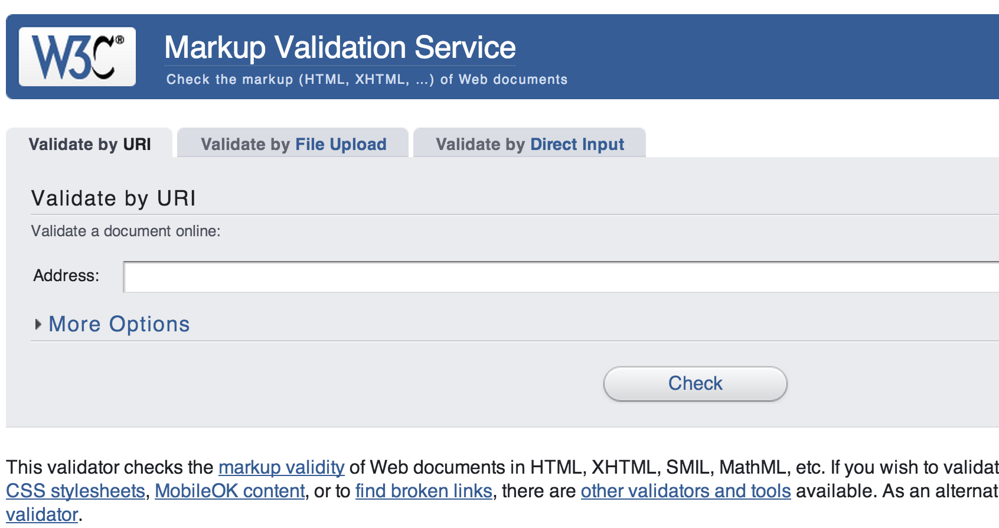 W3C®
Markup Validation Service
Check the markup (HTML, XHTML, ...) of Web documents
Validate by URI
Validate by File Upload
Validate by Direct Input
Validate by URI
Validate a document online:
Address:
More Options
Check
This validator checks the markup validity of Web documents in HTML, XHTML, SMIL, MathML, etc. If you wish to validat
CSS stylesheets, MobileOK content, or to find broken links, there are other validators and tools available. As an alternat
validator.